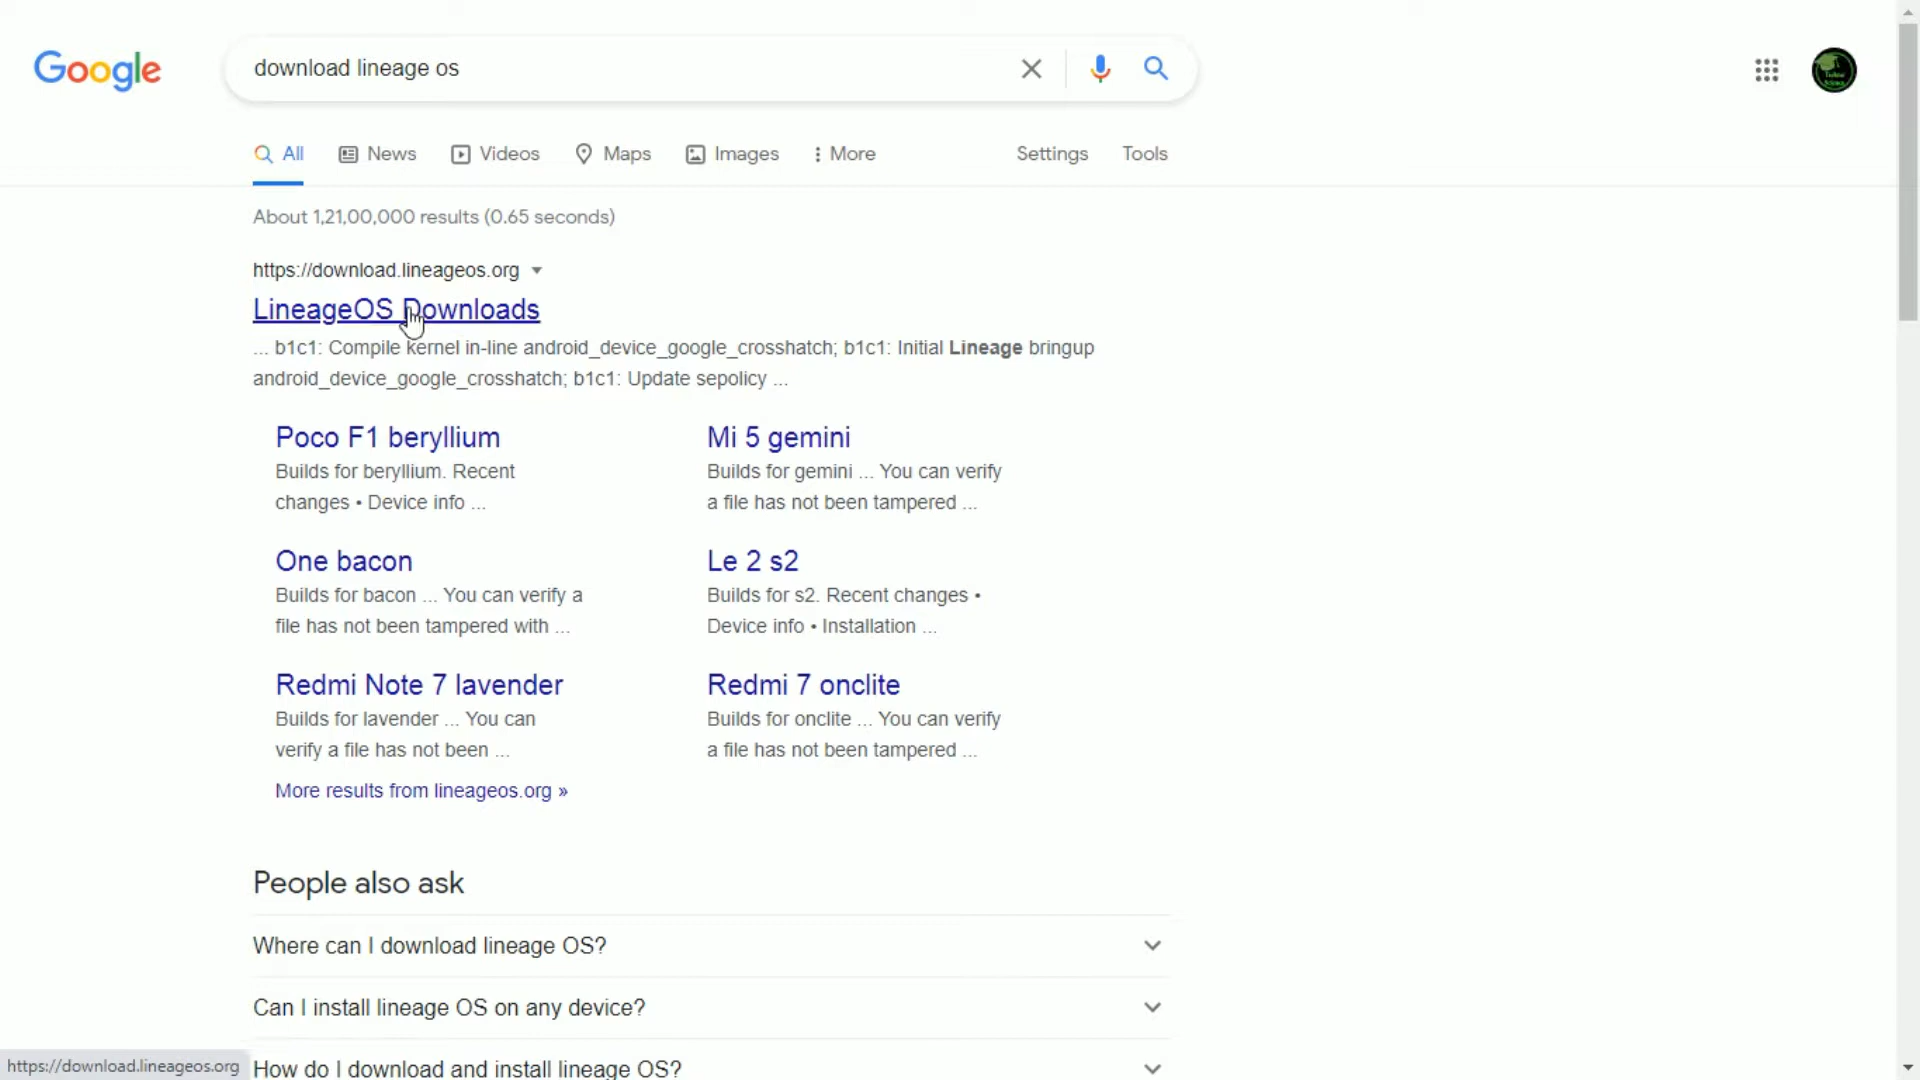 Google
download lineage os
All
News
Videos
Maps
Images
More
Settings
Tools
About 1,21,00,000 results (0.65 seconds)
https://download.lineageos.org
LineageOS Downloads
... b1c1: Compile kernel in-line android_device_google_crosshatch; b1c1: Initial Lineage bringup
android_device_google_crosshatch; b1c1: Update sepolicy ...
Poco F1 beryllium
Builds for beryllium. Recent
changes • Device info ...
Mi 5 gemini
Builds for gemini ... You can verify
a file has not been tampered ...
One bacon
Builds for bacon ... You can verify a
file has not been tampered with ...
Le 2 s2
Builds for s2. Recent changes •
Device info • Installation ...
Redmi Note 7 lavender
Builds for lavender ... You can
verify a file has not been ...
Redmi 7 onclite
Builds for onclite ... You can verify
a file has not been tampered ...
More results from lineageos.org »
People also ask
Where can I download lineage OS?
Can I install lineage OS on any device?
How do I download and install lineage OS?
https://download.lineageos.org